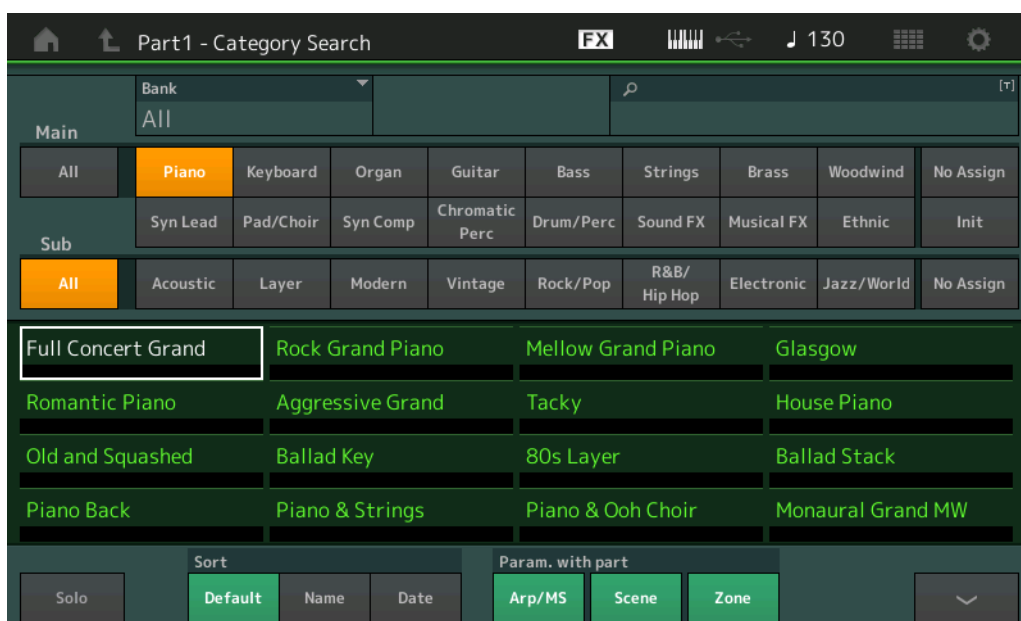 Part1 - Category Search FX 130
Bank [T]
All
Main
All Piano Keyboard Organ Guitar Bass Strings Brass Woodwind No Assign
Syn Lead Pad/Choir Syn Comp Chromatic Perc Drum/Perc Sound FX Musical FX Ethnic Init
Sub
All Acoustic Layer Modern Vintage Rock/Pop R&B/ Hip Hop Electronic Jazz/World No Assign
Full Concert Grand Rock Grand Piano Mellow Grand Piano Glasgow
Romantic Piano Aggressive Grand Tacky House Piano
Old and Squashed Ballad Key 80s Layer Ballad Stack
Piano Back Piano & Strings Piano & Ooh Choir Monaural Grand MW
Sort Param. with part
Solo Default Name Date Arp/MS Scene Zone